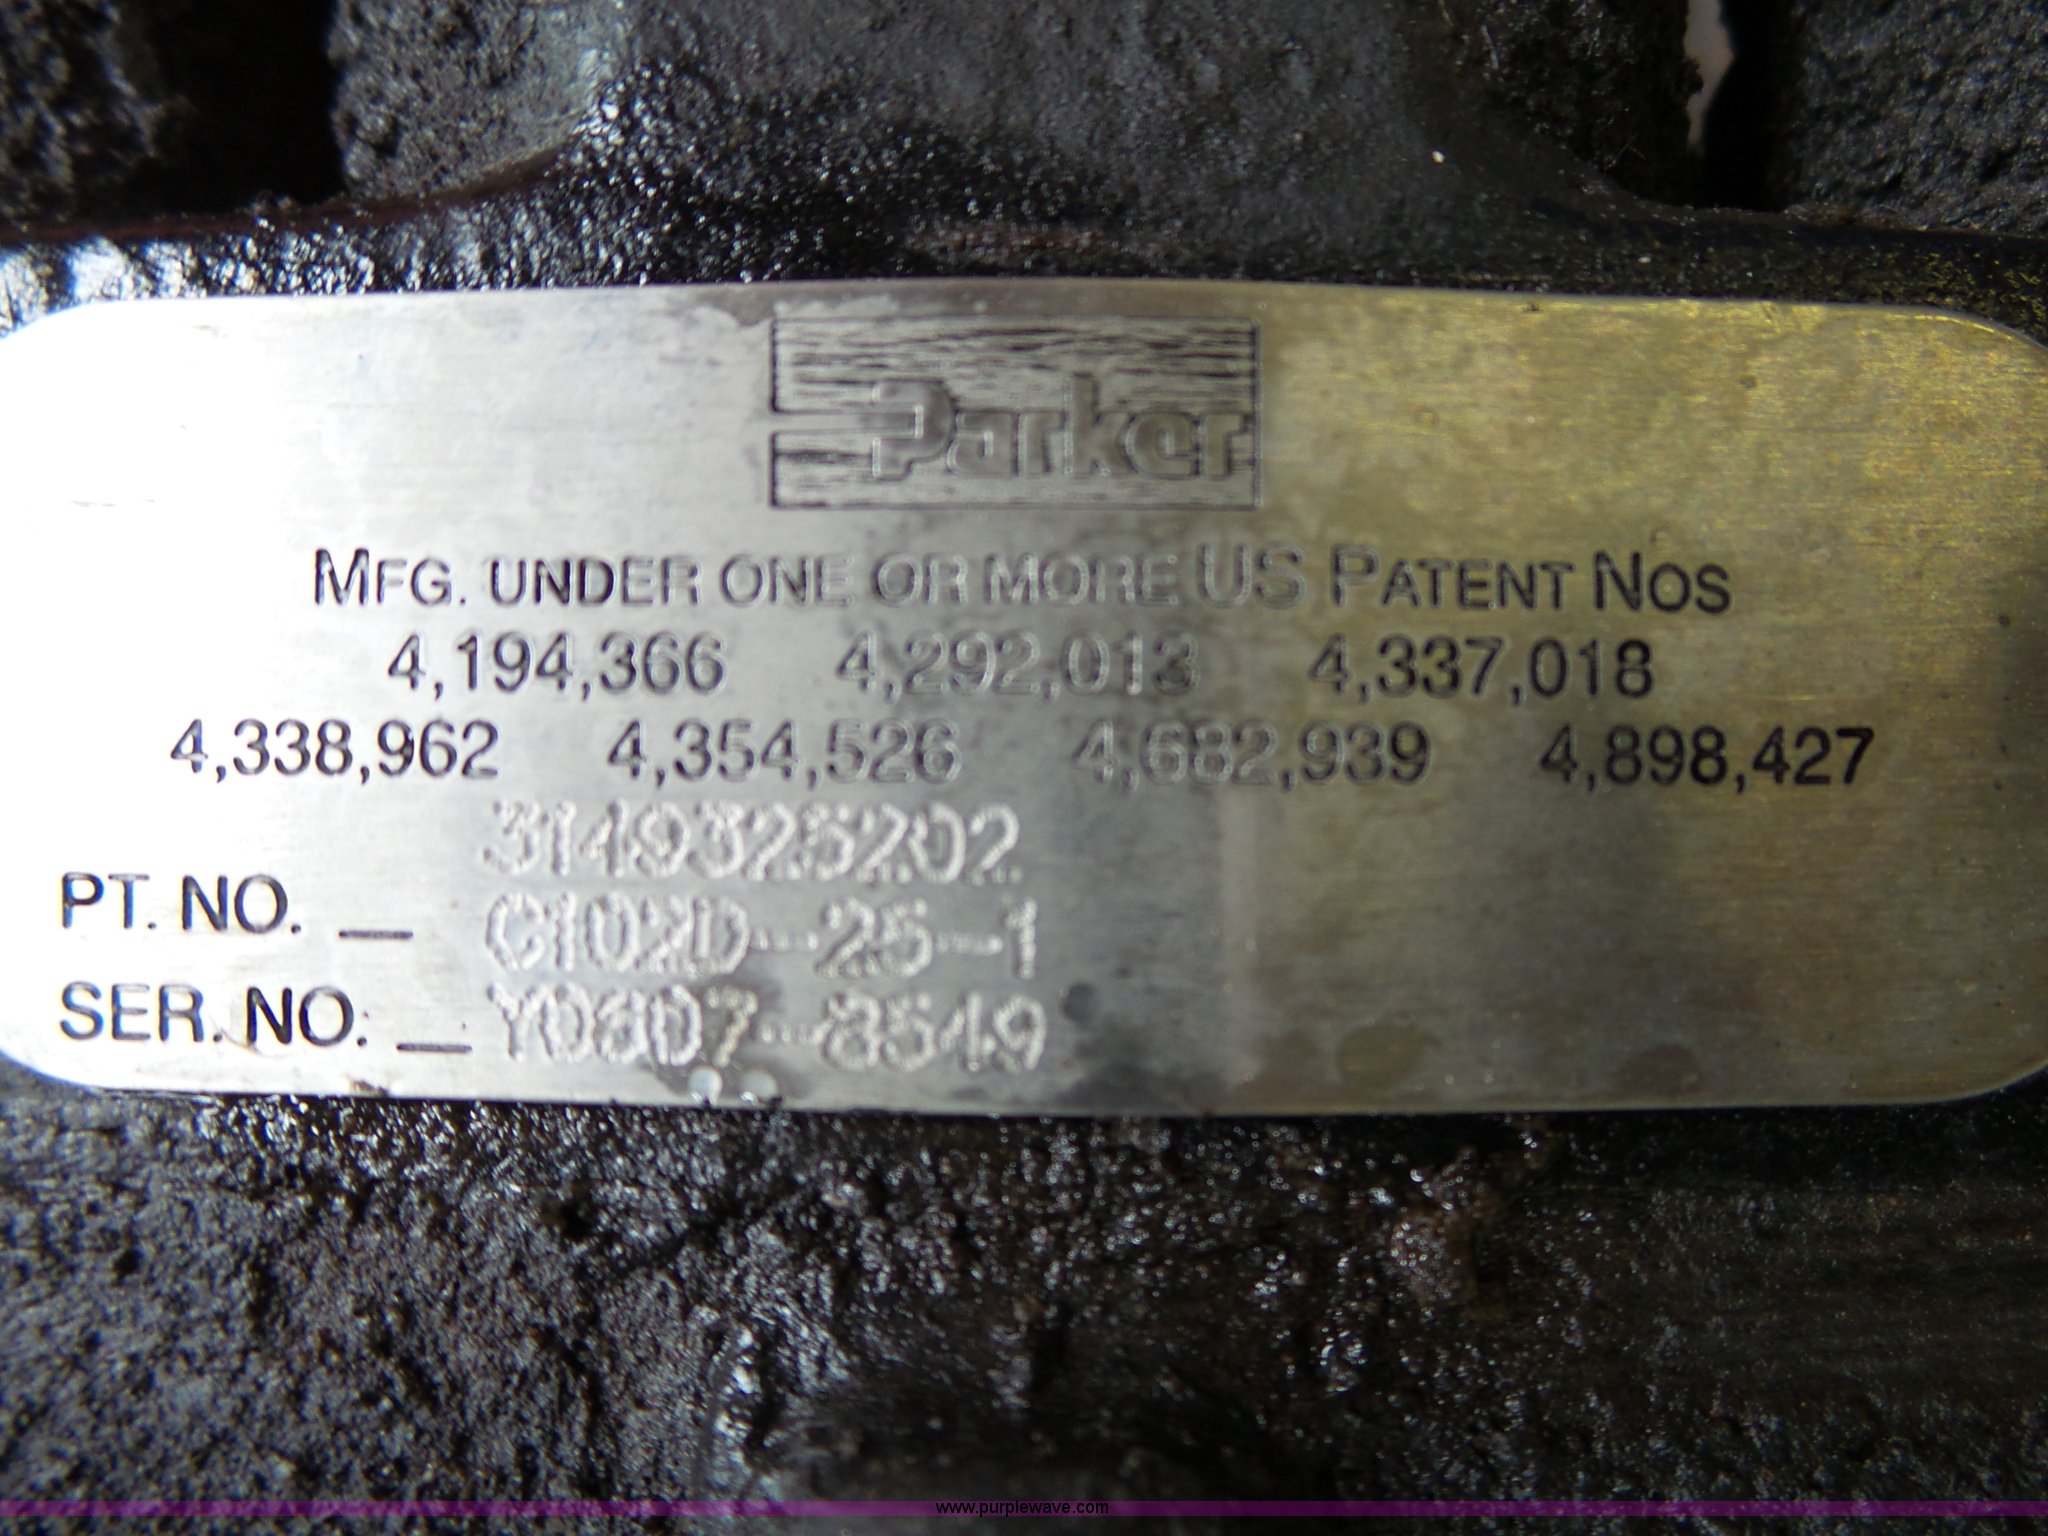 Parker
MFG. UNDER ONE OR MORE US PATENT NOS
4,194,366 4,292,013 4,337,018
4,338,962 4,354,526 4,682,939 4,898,427
3149325202
PT. NO. _ C102D-25-1
SER. NO. _ Y0607-8549
www.purplewave.com